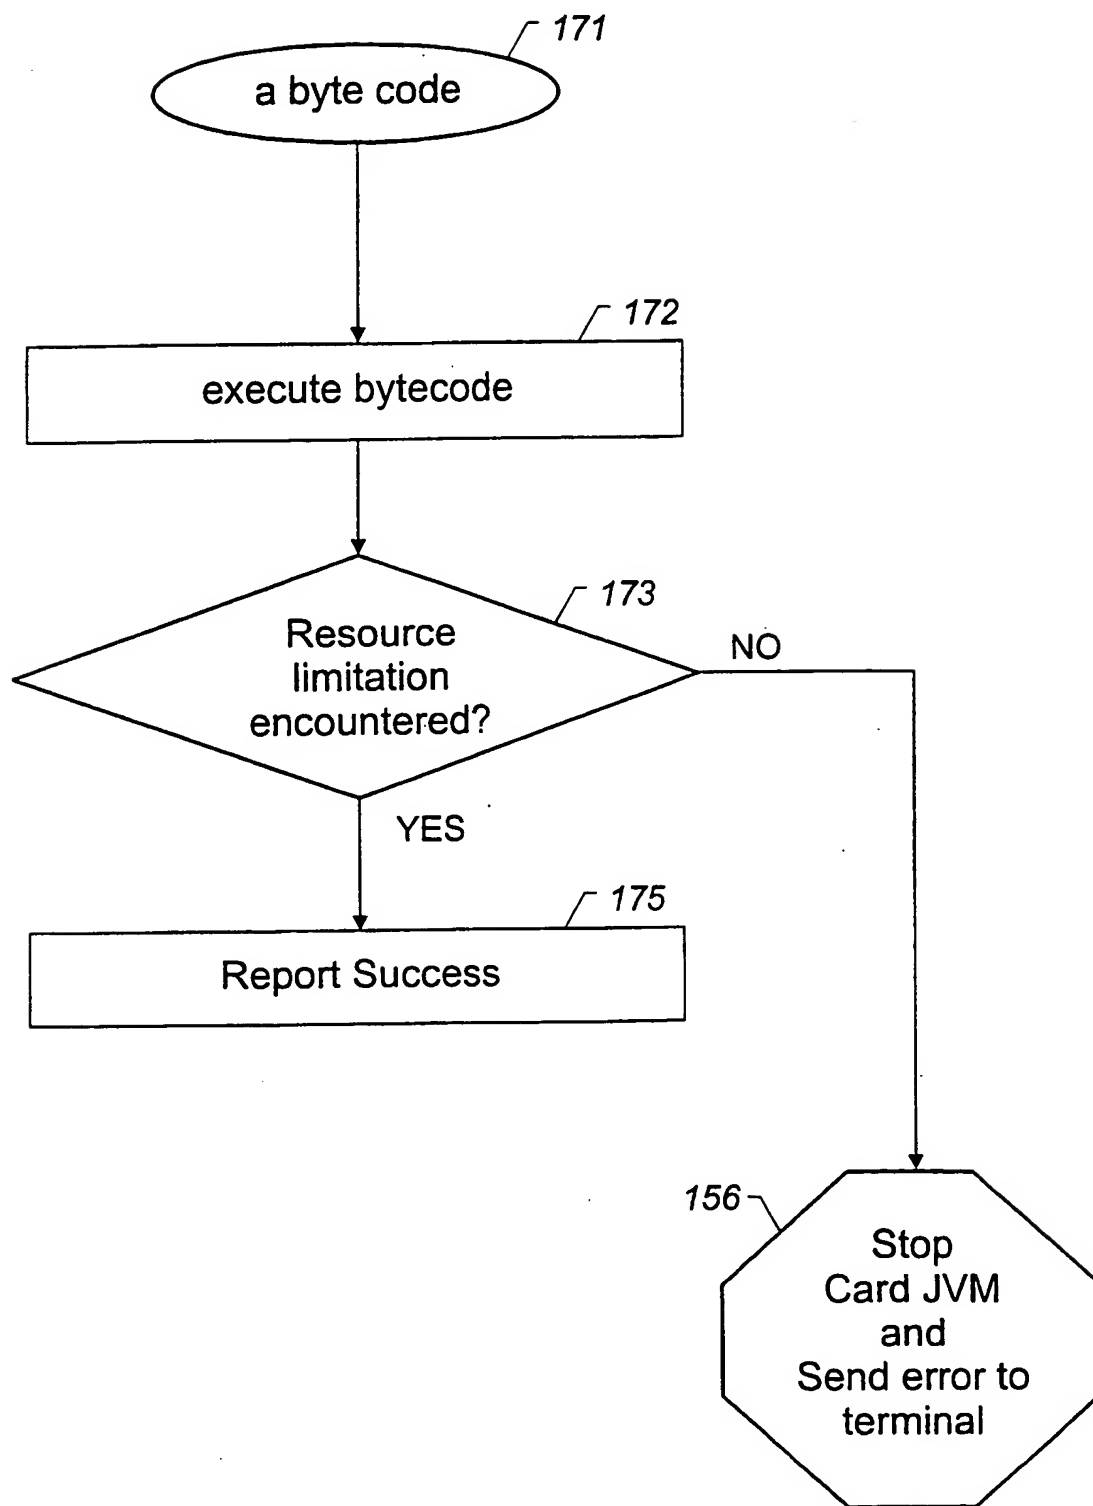 171
a byte code
172
execute bytecode
173
Resource
limitation
encountered?
NO
YES
175
Report Success
156
Stop
Card JVM
and
Send error to
terminal